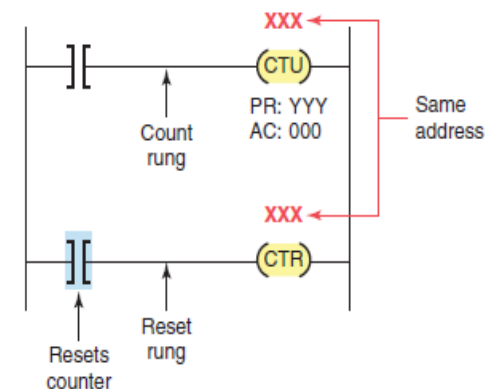 XXX
CTU
PR: YYY
AC: 000
Count
rung
Same
address
XXX
CTR
Resets
counter
Reset
rung